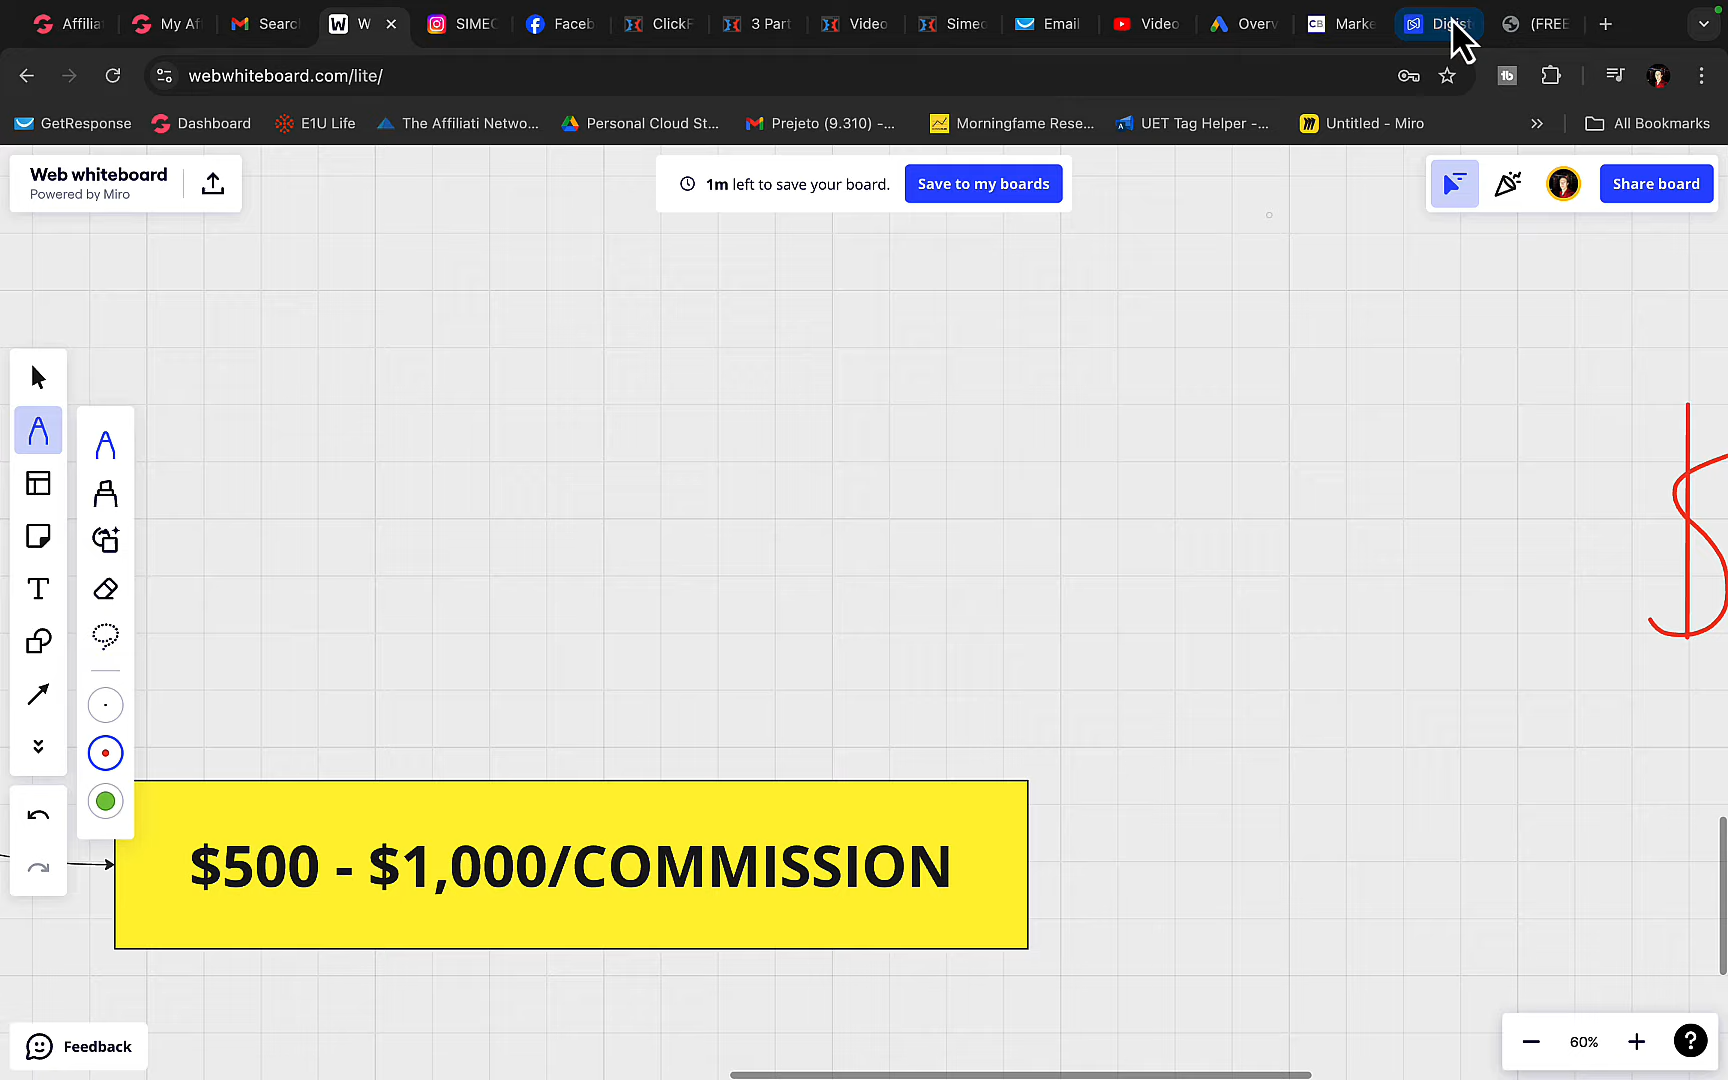 Affilia
My Af
Searc
W
SIMEC
Faceb
ClickF
3 Part
Video
Simeo
Email
Video
Overv
Marke
(FREE
webwhiteboard.com/lite/
GetResponse
Dashboard
E1U Life
The Affiliati Netwo...
Personal Cloud St...
Prejeto (9.310) -...
Morningfame Rese...
UET Tag Helper -...
Untitled - Miro
All Bookmarks
Web whiteboard
Powered by Miro
1m left to save your board.
Save to my boards
Share board
$
$500 - $1,000/COMMISSION
Feedback
60%